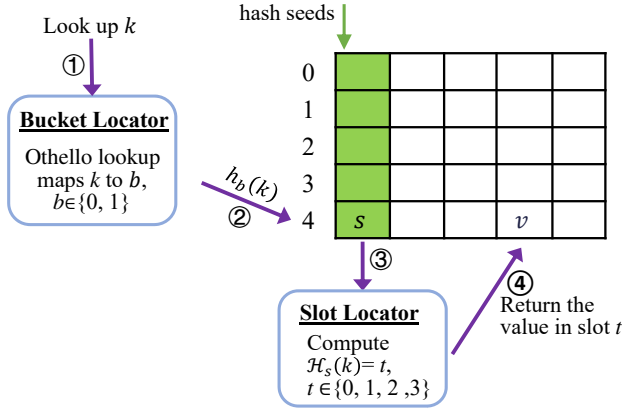 hash seeds
Look up k
①
0
1
2
3
4
s
v
Bucket Locator
Othello lookup
maps k to b,
b∈{0, 1}
h_b(k)
②
③
④
Return the
value in slot t
Slot Locator
Compute
ℋ_s(k)= t,
t ∈{0, 1, 2 ,3}